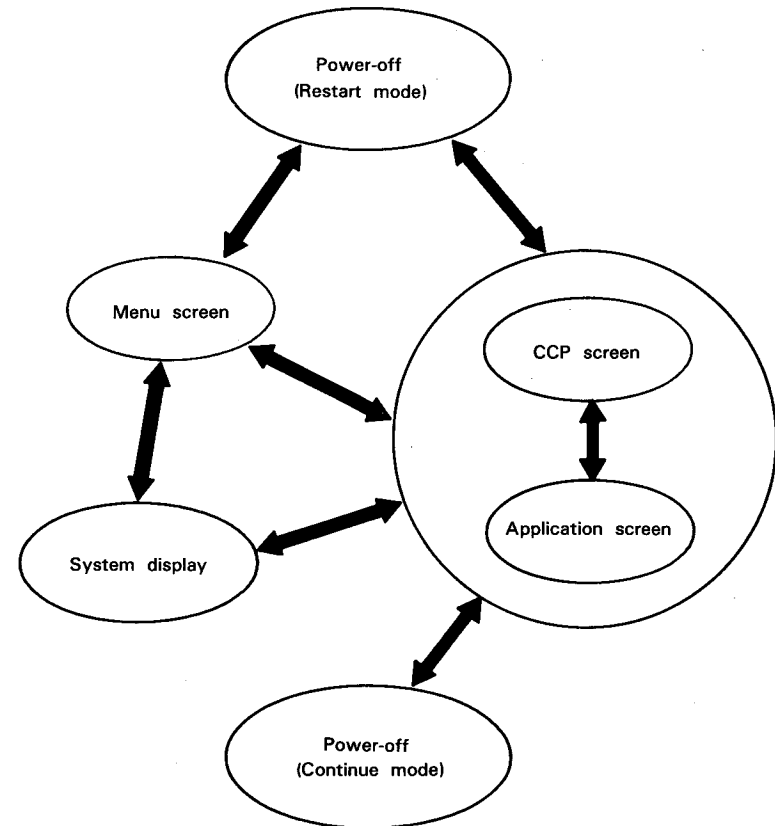 Power-off
(Restart mode)
Menu screen
CCP screen
Application screen
System display
Power-off
(Continue mode)